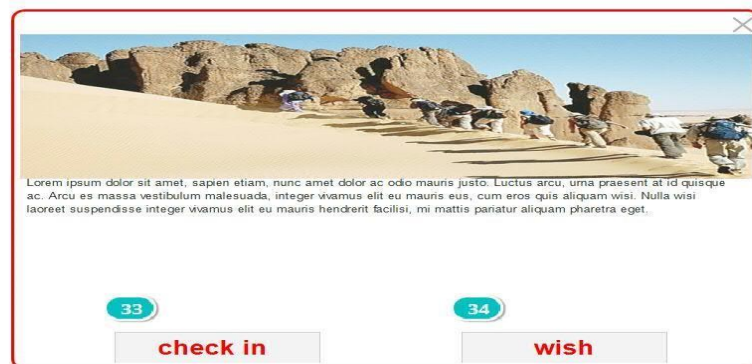 Lorem ipsum dolor sit amet, sapien etiam, nunc amet dolor ac odio mauris justo. Luctus arcu, urna praesent at id quisque
ac. Arcu es massa vestibulum malesuada, integer vivamus elit eu mauris eus, cum eros quis aliquam wisi. Nulla wisi
laoreet suspendisse integer vivamus elit eu mauris hendrerit facilisi, mi mattis pariatur aliquam pharetra eget.
33 34
check in wish